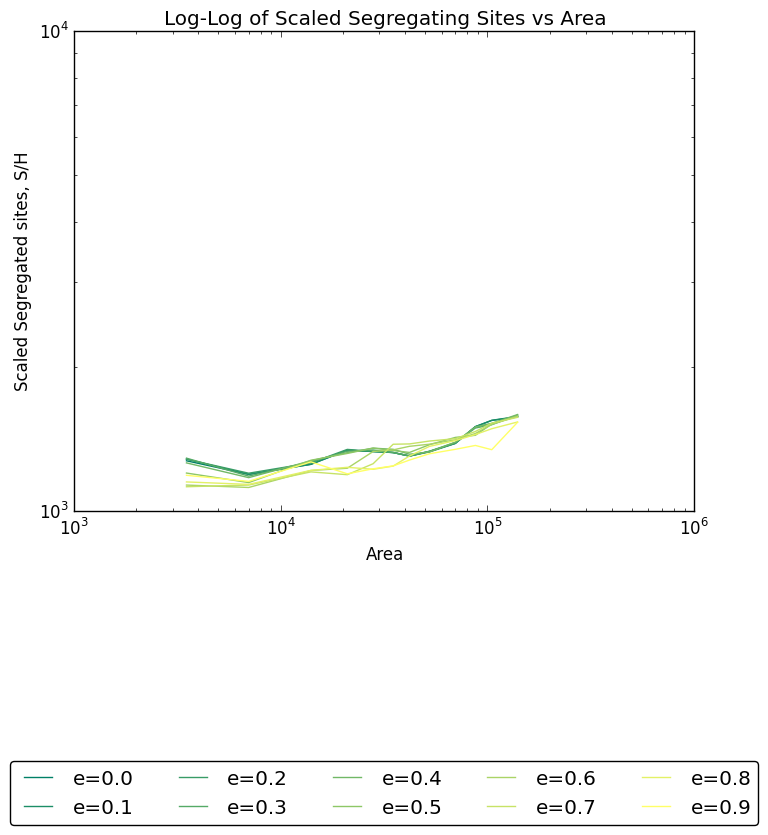 Log-Log of Scaled Segregating Sites vs Area
10^4
Scaled Segregated sites, S/H
10^3
10^3 10^4 10^5 10^6
Area
e=0.0 e=0.2 e=0.4 e=0.6 e=0.8
e=0.1 e=0.3 e=0.5 e=0.7 e=0.9